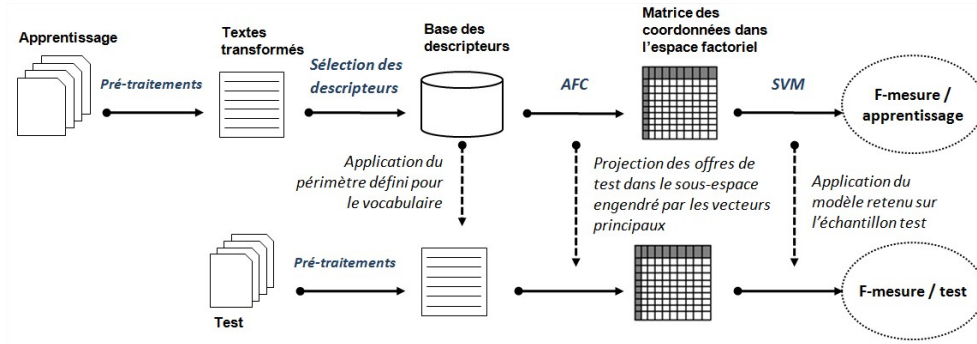 Apprentissage
Pré-traitements
Textes
transformés
Sélection des
descripteurs
Base des
descripteurs
AFC
Matrice des
coordonnées dans
l'espace factoriel
SVM
F-mesure /
apprentissage
Application du
périmètre défini pour
le vocabulaire
Projection des offres de
test dans le sous-espace
engendré par les vecteurs
principaux
Application du
modèle retenu sur
l'échantillon test
Test
Pré-traitements
F-mesure / test